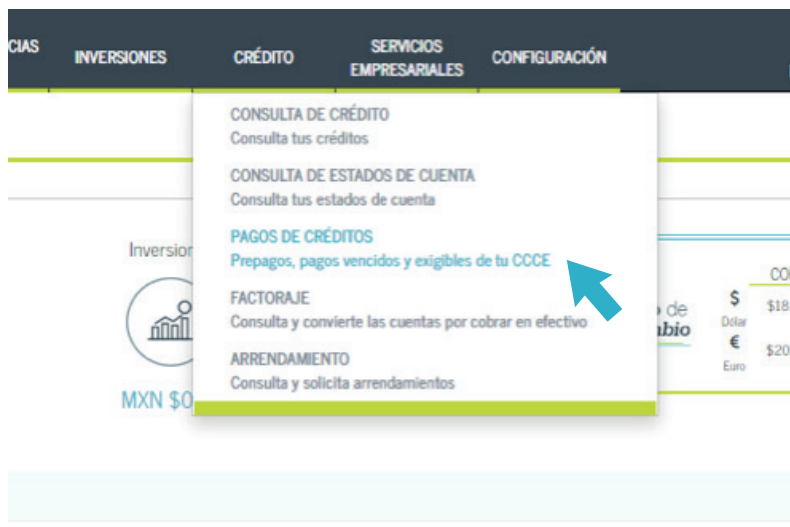 CIAS
INVERSIONES
CRÉDITO
SERVICIOS
EMPRESARIALES
CONFIGURACIÓN
CONSULTA DE CRÉDITO
Consulta tus créditos
CONSULTA DE ESTADOS DE CUENTA
Consulta tus estados de cuenta
PAGOS DE CRÉDITOS
Prepagos, pagos vencidos y exigibles de tu CCCE
FACTORAJE
Consulta y convierte las cuentas por cobrar en efectivo
ARRENDAMIENTO
Consulta y solicita arrendamientos
Inversion
MXN $0
o de
mbio
$
Dólar
€
Euro
CO
$18
$20